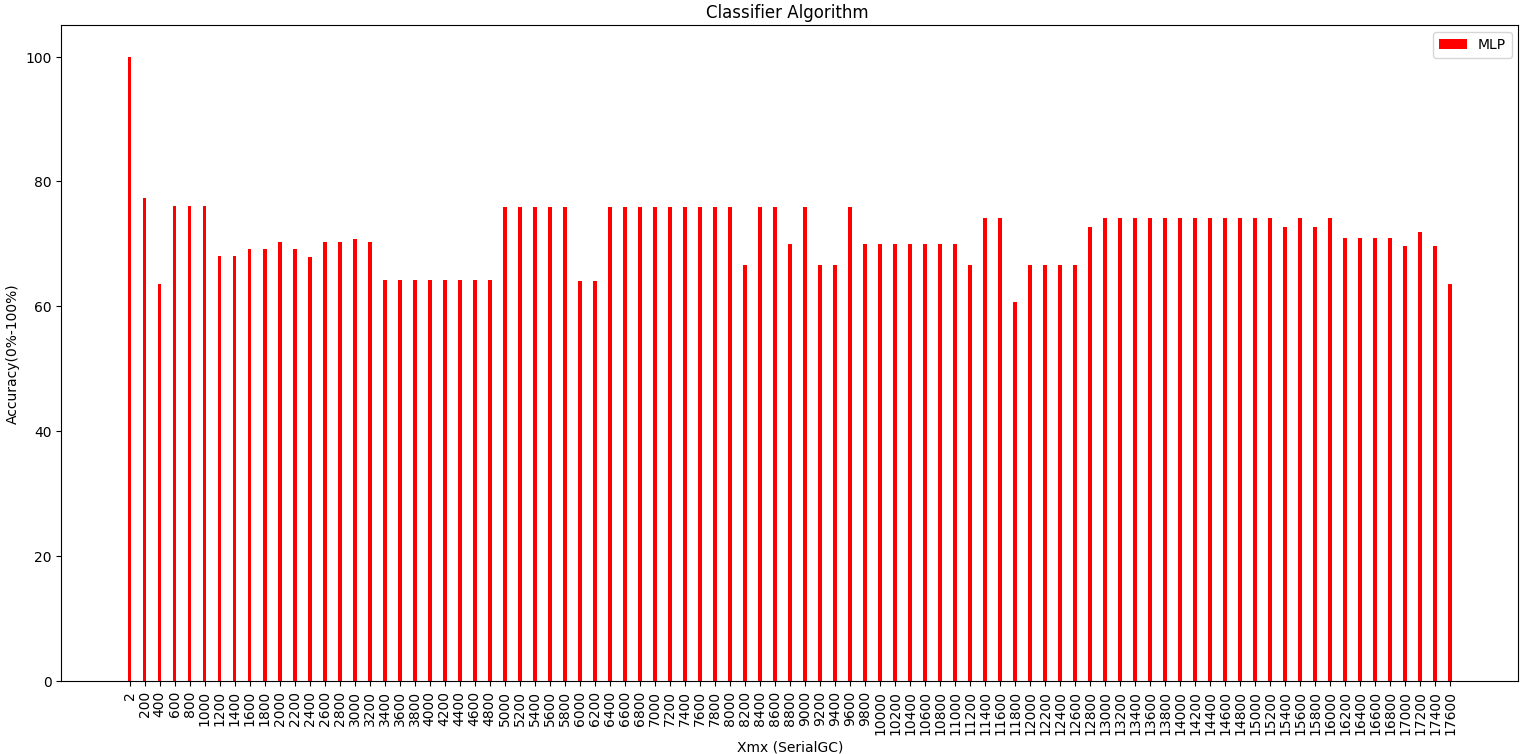 Classifier Algorithm
MLP
100
80
60
40
20
0
Accuracy(0%-100%)
2 200 400 600 800 1000 1200 1400 1600 1800 2000 2200 2400 2600 2800 3000 3200 3400 3600 3800 4000 4200 4400 4600 4800 5000 5200 5400 5600 5800 6000 6200 6400 6600 6800 7000 7200 7400 7600 7800 8000 8200 8400 8600 8800 9000 9200 9400 9600 9800 10000 10200 10400 10600 10800 11000 11200 11400 11600 11800 12000 12200 12400 12600 12800 13000 13200 13400 13600 13800 14000 14200 14400 14600 14800 15000 15200 15400 15600 15800 16000 16200 16400 16600 16800 17000 17200 17400 17600
Xmx (SerialGC)